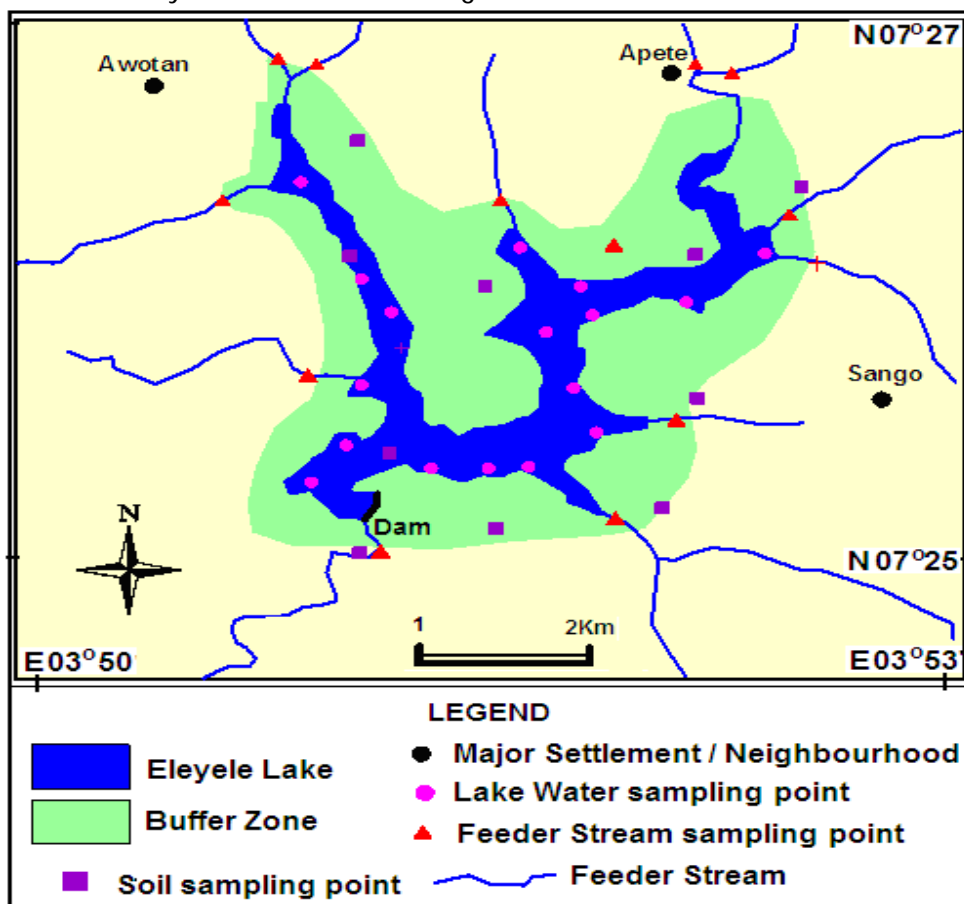 N07°27
Awotan
Apete
Sango
Dam
N
N07°25
1 2Km
E03°50
E03°53'
LEGEND
Eleyele Lake
Buffer Zone
Soil sampling point
Major Settlement / Neighbourhood
Lake Water sampling point
Feeder Stream sampling point
Feeder Stream